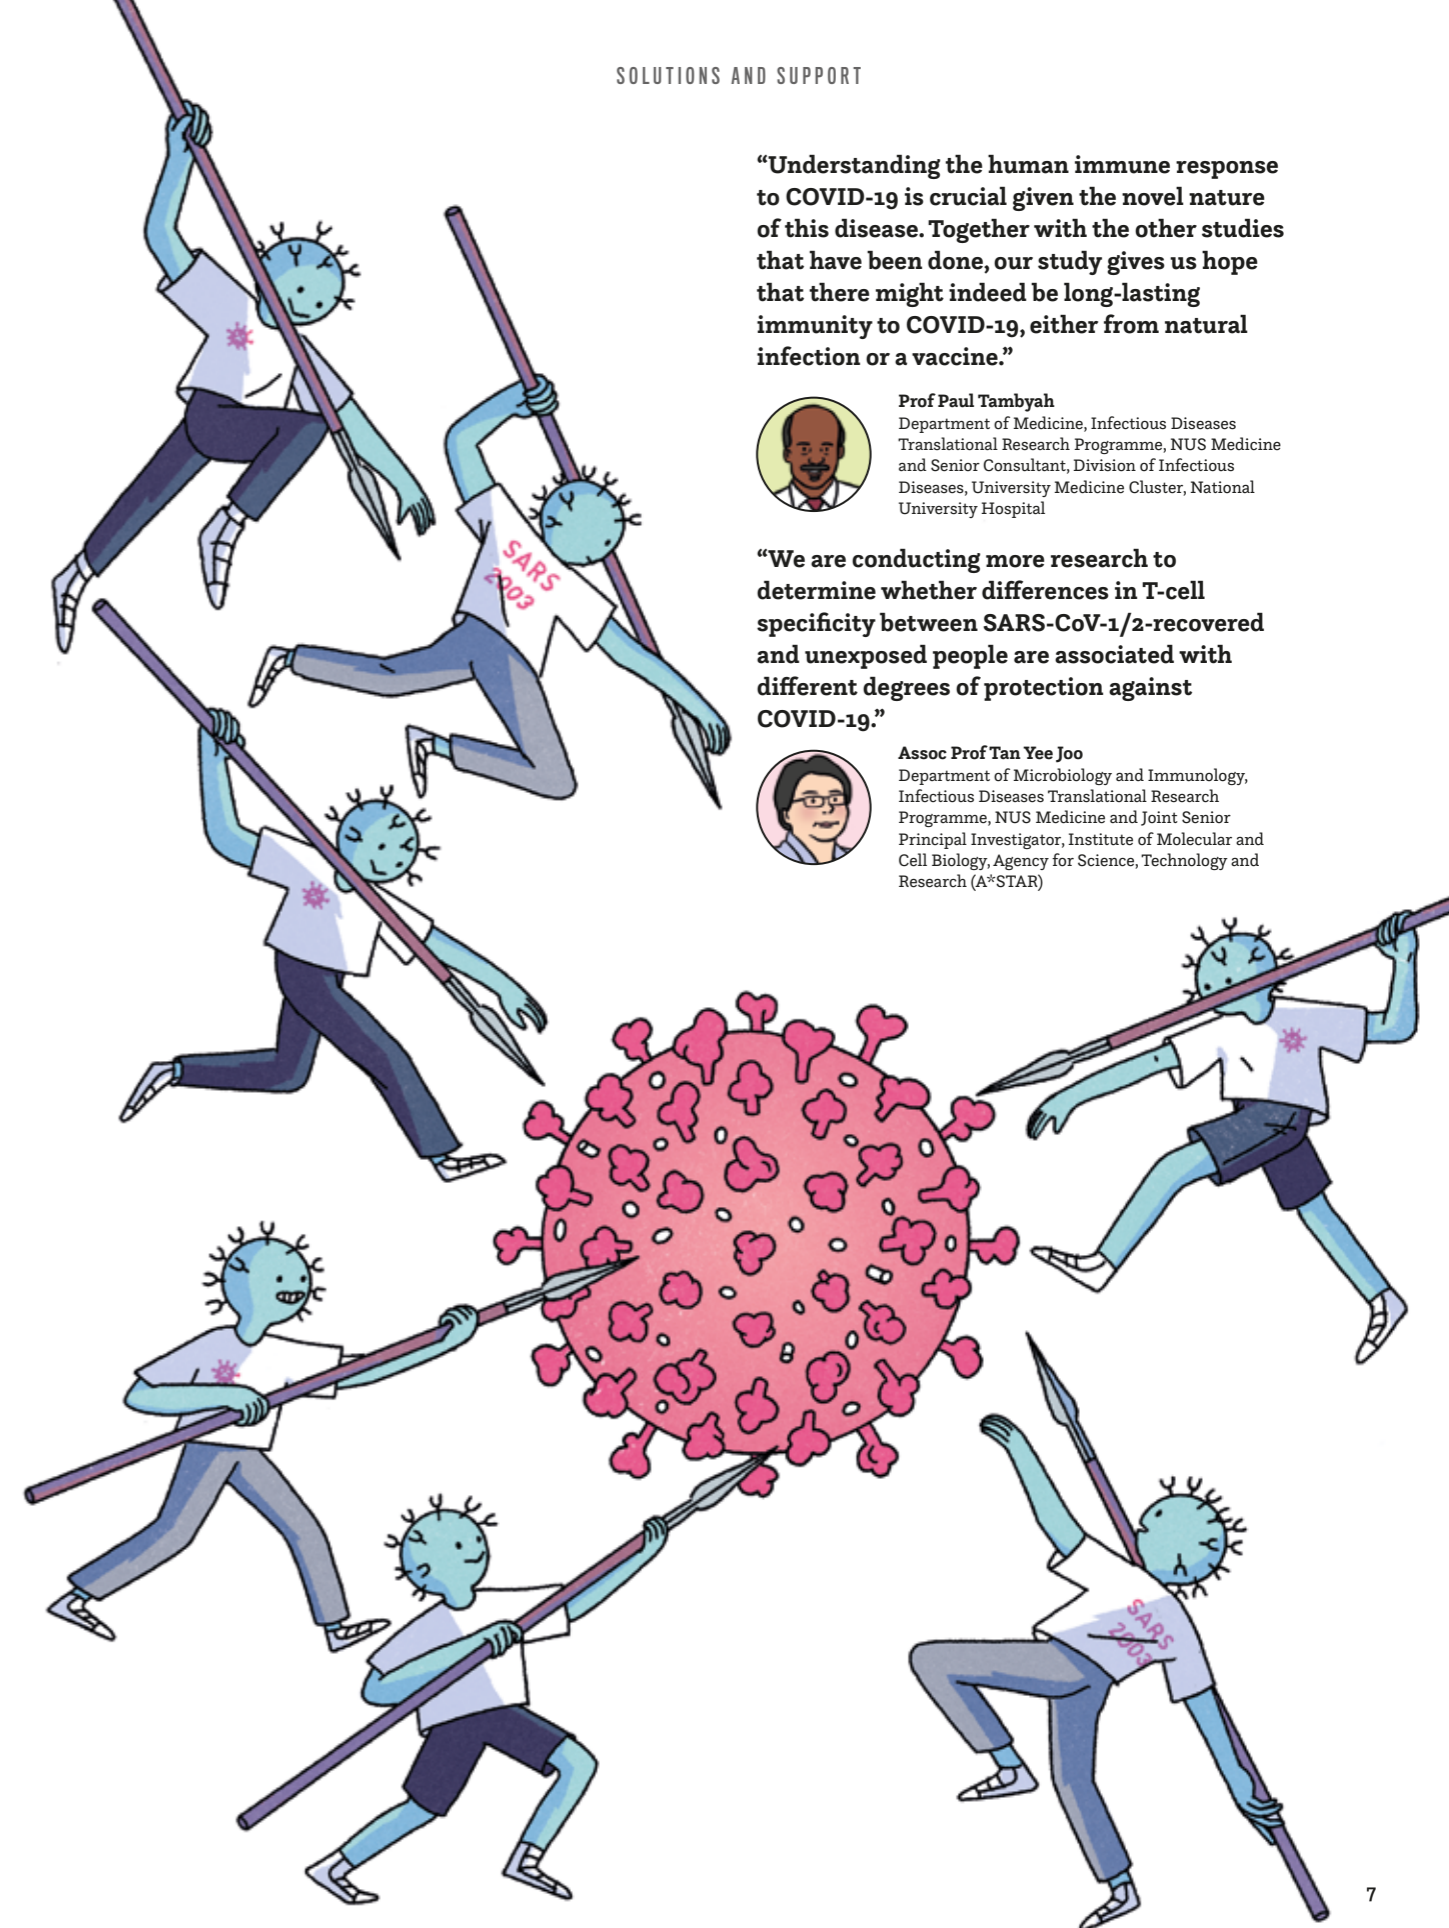 SOLUTIONS AND SUPPORT
“Understanding the human immune response
to COVID-19 is crucial given the novel nature
of this disease. Together with the other studies
that have been done, our study gives us hope
that there might indeed be long-lasting
immunity to COVID-19, either from natural
infection or a vaccine.”
Prof Paul Tambyah
Department of Medicine, Infectious Diseases
Translational Research Programme, NUS Medicine
and Senior Consultant, Division of Infectious
Diseases, University Medicine Cluster, National
University Hospital
“We are conducting more research to
determine whether differences in T-cell
specificity between SARS-CoV-1/2-recovered
and unexposed people are associated with
different degrees of protection against
COVID-19.”
Assoc Prof Tan Yee Joo
Department of Microbiology and Immunology,
Infectious Diseases Translational Research
Programme, NUS Medicine and Joint Senior
Principal Investigator, Institute of Molecular and
Cell Biology, Agency for Science, Technology and
Research (A*STAR)
SARS
2003
SARS
2003
7